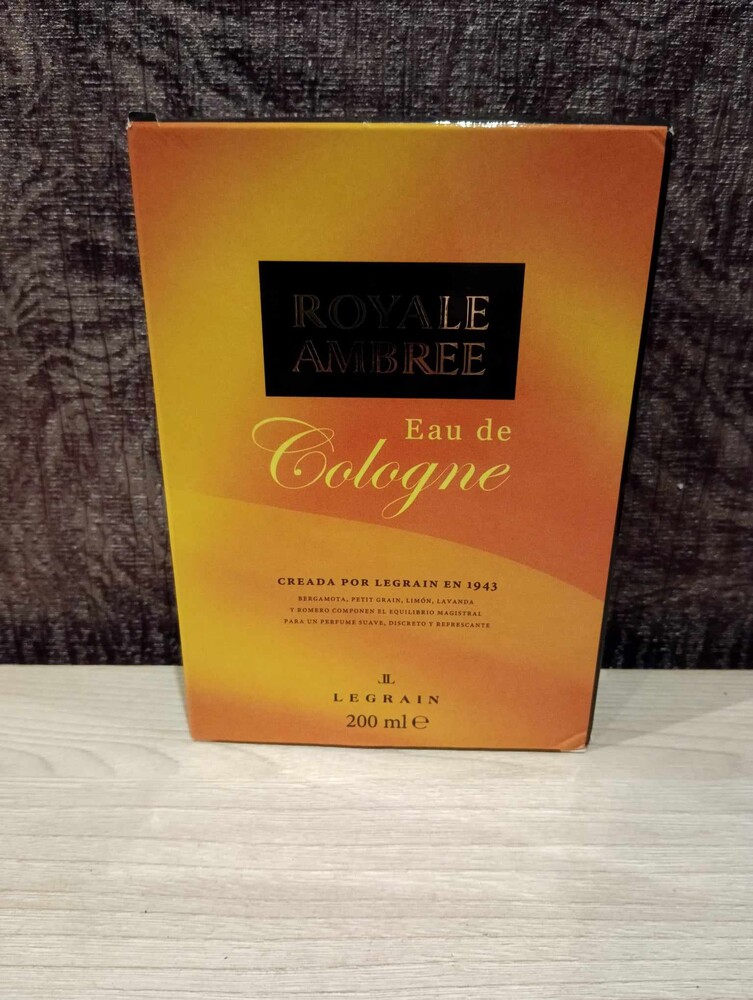 ROYALE
AMBREE
Eau de
Cologne
CREADA POR LEGRAIN EN 1943
BERGAMOTA, PETIT GRAIN, LIMÓN, LAVANDA
Y ROMERO COMPONEN EL EQUILIBRIO MAGISTRAL
PARA UN PERFUME SUAVE, DISCRETO Y REFRESCANTE
LEGRAIN
200 ml ℮